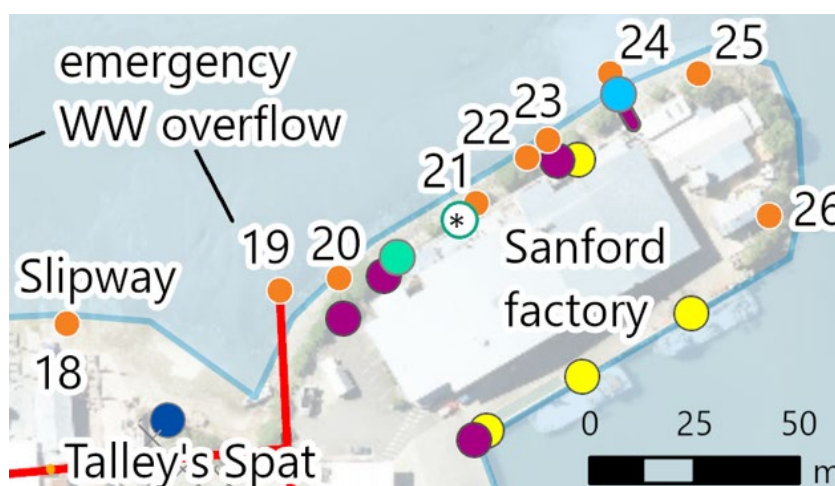 emergency
WW overflow
24
25
23
22
21
26
19
20
Slipway
18
Sanford
factory
Talley's Spat
0 25 50
m
*